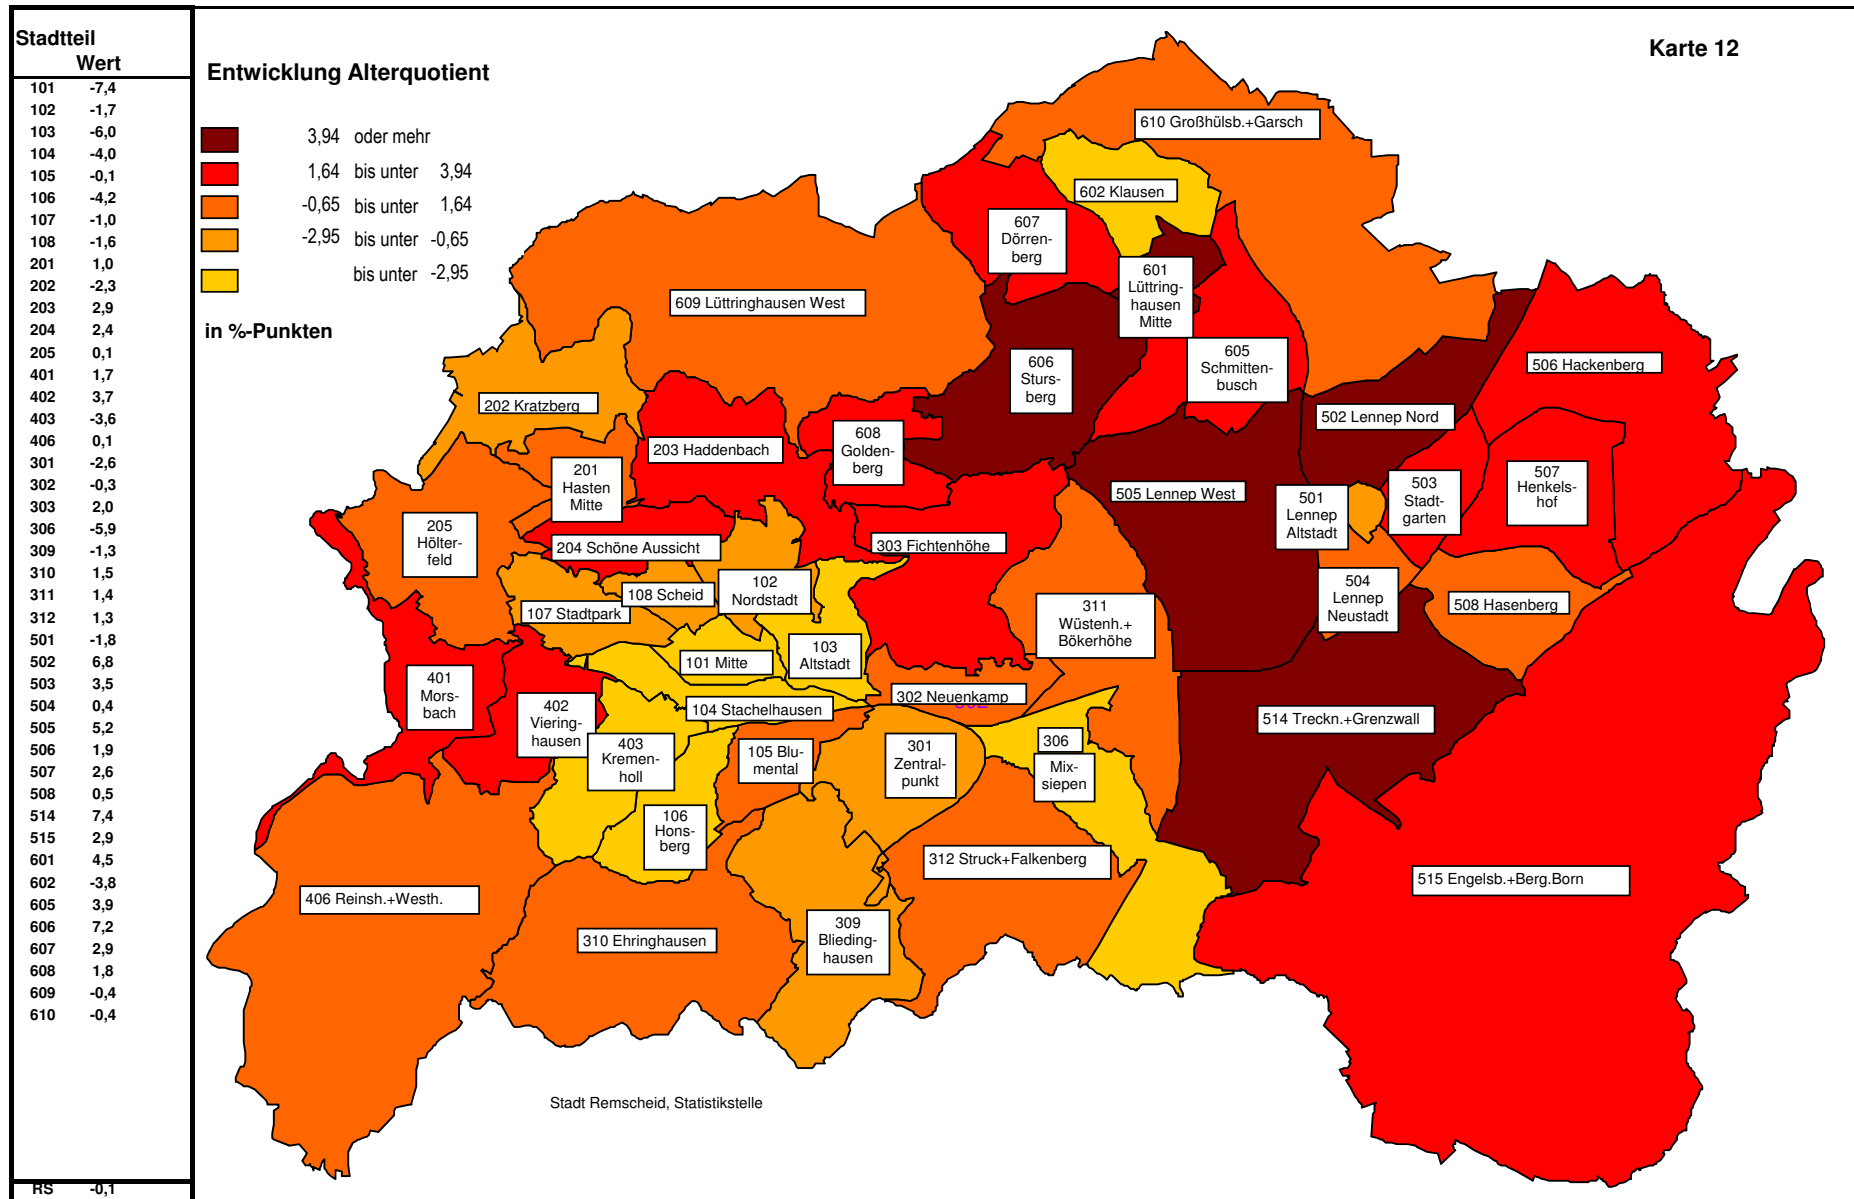 Stadtteil
Wert
101 -7,4
102 -1,7
103 -6,0
104 -4,0
105 -0,1
106 -4,2
107 -1,0
108 -1,6
201 1,0
202 -2,3
203 2,9
204 2,4
205 0,1
401 1,7
402 3,7
403 -3,6
406 0,1
301 -2,6
302 -0,3
303 2,0
306 -5,9
309 -1,3
310 1,5
311 1,4
312 1,3
501 -1,8
502 6,8
503 3,5
504 0,4
505 5,2
506 1,9
507 2,6
508 0,5
514 7,4
515 2,9
601 4,5
602 -3,8
605 3,9
606 7,2
607 2,9
608 1,8
609 -0,4
610 -0,4
RS -0,1
Karte 12
Entwicklung Alterquotient
3,94 oder mehr
1,64 bis unter 3,94
-0,65 bis unter 1,64
-2,95 bis unter -0,65
bis unter -2,95
in %-Punkten
610 Großhülsb.+Garsch
602 Klausen
607
Dörren-
berg
601
Lüttring-
hausen
Mitte
609 Lüttringhausen West
606
Sturs-
berg
605
Schmitten-
busch
506 Hackenberg
202 Kratzberg
502 Lennep Nord
203 Haddenbach
608
Golden-
berg
201
Hasten
Mitte
507
Henkels-
hof
503
Stadt-
garten
505 Lennep West
501
Lennep
Altstadt
205
Hölter-
feld
204 Schöne Aussicht
303 Fichtenhöhe
102
Nordstadt
108 Scheid
107 Stadtpark
504
Lennep
Neustadt
508 Hasenberg
311
Wüstenh.+
Bökerhöhe
103
Altstadt
101 Mitte
401
Mors-
bach
302 Neuenkamp
402
Viering-
hausen
104 Stachelhausen
514 Treckn.+Grenzwall
403
Kremen-
holl
105 Blu-
mental
301
Zentral-
punkt
306
Mix-
siepen
106
Hons-
berg
312 Struck+Falkenberg
515 Engelsb.+Berg.Born
406 Reinsh.+Westh.
310 Ehringhausen
309
Blieding-
hausen
Stadt Remscheid, Statistikstelle